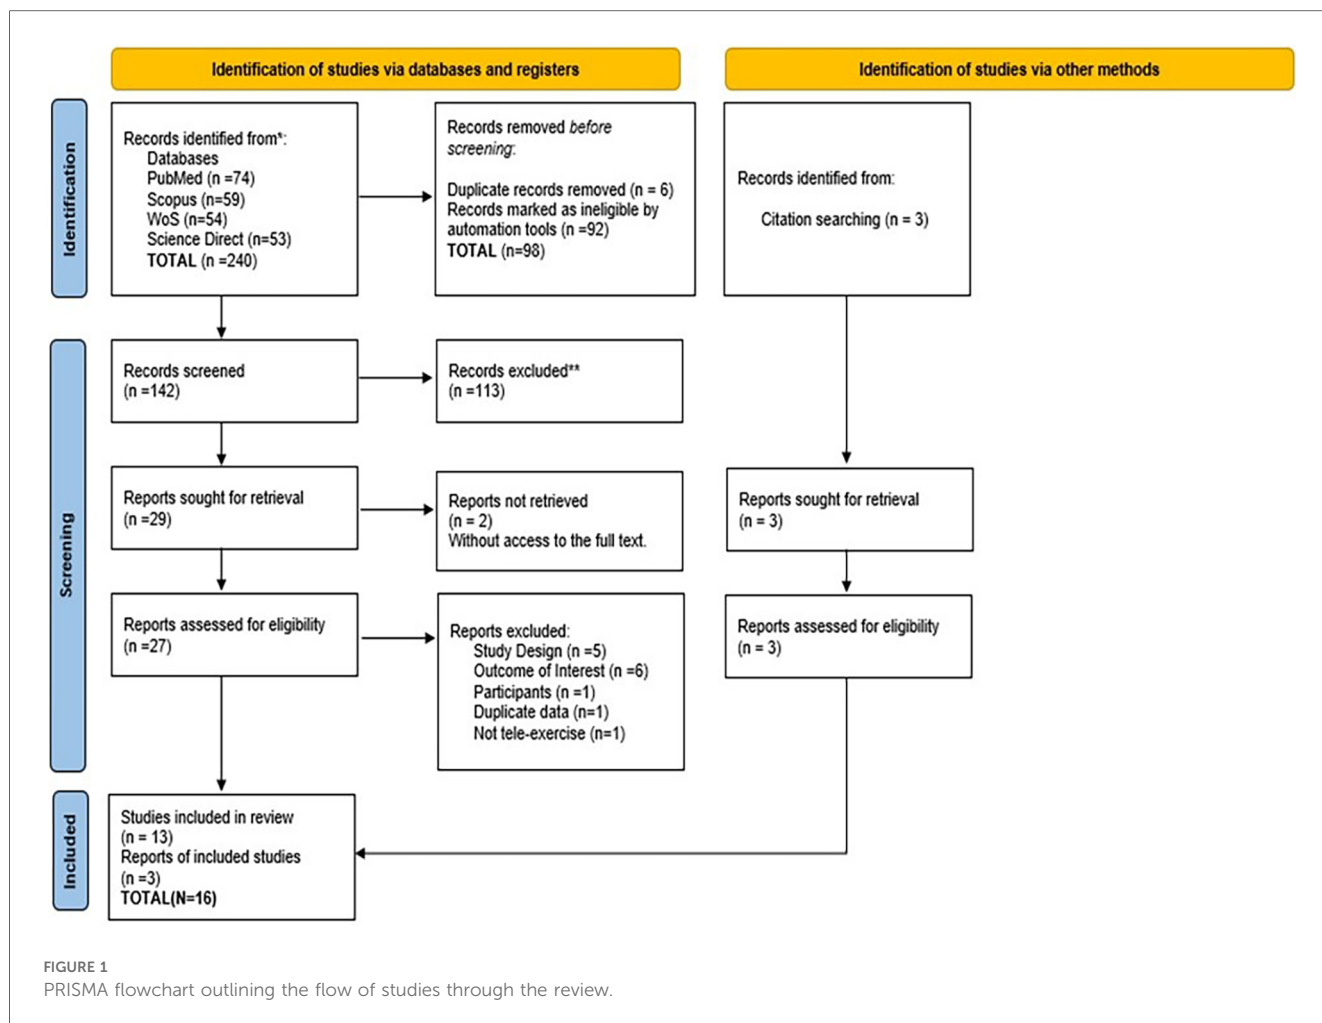 Identification of studies via databases and registers
Identification of studies via other methods
Identification
Records identified from*:
Databases
PubMed (n =74)
Scopus (n=59)
WoS (n=54)
Science Direct (n=53)
TOTAL (n =240)
Records removed before
screening:
Duplicate records removed (n = 6)
Records marked as ineligible by
automation tools (n =92)
TOTAL (n=98)
Records identified from:
Citation searching (n = 3)
Screening
Records screened
(n =142)
Records excluded**
(n =113)
Reports sought for retrieval
(n =29)
Reports not retrieved
(n = 2)
Without access to the full text.
Reports sought for retrieval
(n = 3)
Reports assessed for eligibility
(n =27)
Reports excluded:
Study Design (n =5)
Outcome of Interest (n =6)
Participants (n =1)
Duplicate data (n=1)
Not tele-exercise (n=1)
Reports assessed for eligibility
(n = 3)
Included
Studies included in review
(n = 13)
Reports of included studies
(n =3)
TOTAL(N=16)
FIGURE 1
PRISMA flowchart outlining the flow of studies through the review.